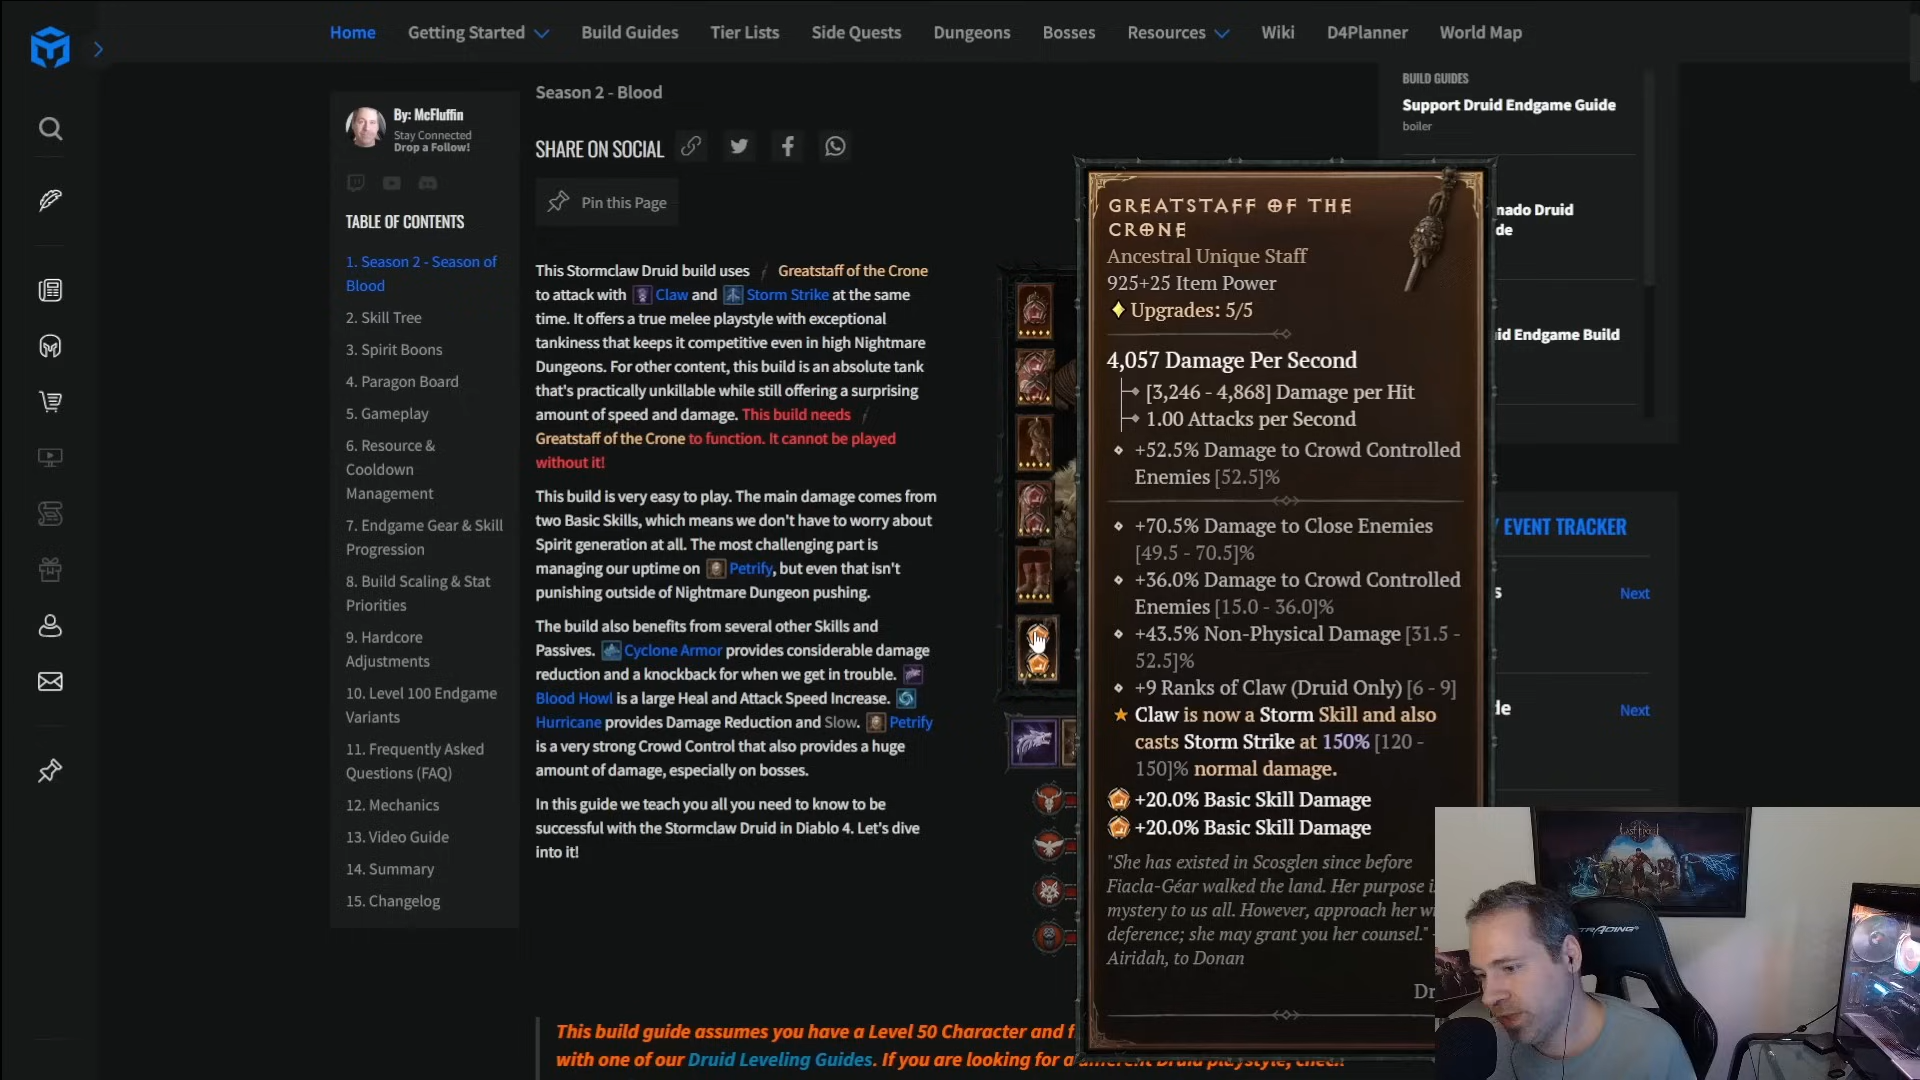 Home
Getting Started
Build Guides
Tier Lists
Side Quests
Dungeons
Bosses
Resources
Wiki
D4Planner
World Map
By: McFluffin
Stay Connected
Drop a Follow!
TABLE OF CONTENTS
1. Season 2 - Season of
Blood
2. Skill Tree
3. Spirit Boons
4. Paragon Board
5. Gameplay
6. Resource &
Cooldown
Management
7. Endgame Gear & Skill
Progression
8. Build Scaling & Stat
Priorities
9. Hardcore
Adjustments
10. Level 100 Endgame
Variants
11. Frequently Asked
Questions (FAQ)
12. Mechanics
13. Video Guide
14. Summary
15. Changelog
Season 2 - Blood
SHARE ON SOCIAL
Pin this Page
This Stormclaw Druid build uses Greatstaff of the Crone
to attack with Claw and Storm Strike at the same
time. It offers a true melee playstyle with exceptional
tankiness that keeps it competitive even in high Nightmare
Dungeons. For other content, this build is an absolute tank
that's practically unkillable while still offering a surprising
amount of speed and damage. This build needs
Greatstaff of the Crone to function. It cannot be played
without it!
This build is very easy to play. The main damage comes from
two Basic Skills, which means we don't have to worry about
Spirit generation at all. The most challenging part is
managing our uptime on Petrify, but even that isn't
punishing outside of Nightmare Dungeon pushing.
The build also benefits from several other Skills and
Passives. Cyclone Armor provides considerable damage
reduction and a knockback for when we get in trouble.
Blood Howl is a large Heal and Attack Speed Increase.
Hurricane provides Damage Reduction and Slow. Petrify
is a very strong Crowd Control that also provides a huge
amount of damage, especially on bosses.
In this guide we teach you all you need to know to be
successful with the Stormclaw Druid in Diablo 4. Let's dive
into it!
This build guide assumes you have a Level 50 Character and f
with one of our Druid Leveling Guides. If you are looking for a different Druid playstyle, check
GREATSTAFF OF THE
CRONE
Ancestral Unique Staff
925+25 Item Power
Upgrades: 5/5
4,057 Damage Per Second
[3,246 - 4,868] Damage per Hit
1.00 Attacks per Second
+52.5% Damage to Crowd Controlled
Enemies [52.5]%
+70.5% Damage to Close Enemies
[49.5 - 70.5]%
+36.0% Damage to Crowd Controlled
Enemies [15.0 - 36.0]%
+43.5% Non-Physical Damage [31.5 -
52.5]%
+9 Ranks of Claw (Druid Only) [6 - 9]
Claw is now a Storm Skill and also
casts Storm Strike at 150% [120 -
150]% normal damage.
+20.0% Basic Skill Damage
+20.0% Basic Skill Damage
"She has existed in Scosglen since before
Fiacla-Géar walked the land. Her purpose i
mystery to us all. However, approach her wi
deference; she may grant you her counsel." -
Airidah, to Donan
Dr
BUILD GUIDES
Support Druid Endgame Guide
boiler
nado Druid
de
id Endgame Build
EVENT TRACKER
s
Next
de
Next
LAST EPOCH
TRADING